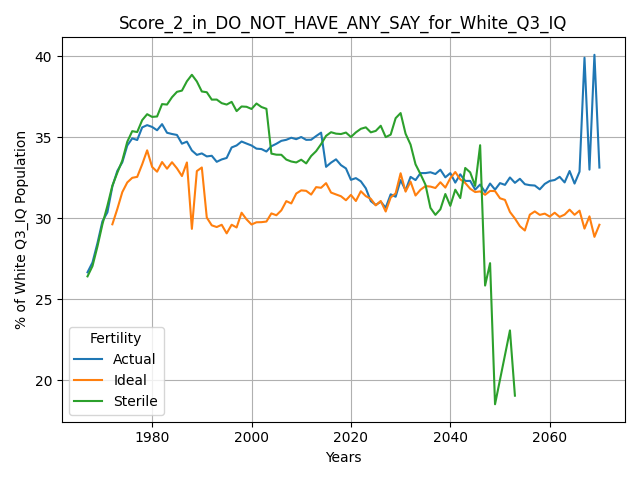 Score_2_in_DO_NOT_HAVE_ANY_SAY_for_White_Q3_IQ
% of White Q3_IQ Population
40
35
30
25
20
Fertility
Actual
Ideal
Sterile
1980
2000
2020
2040
2060
Years